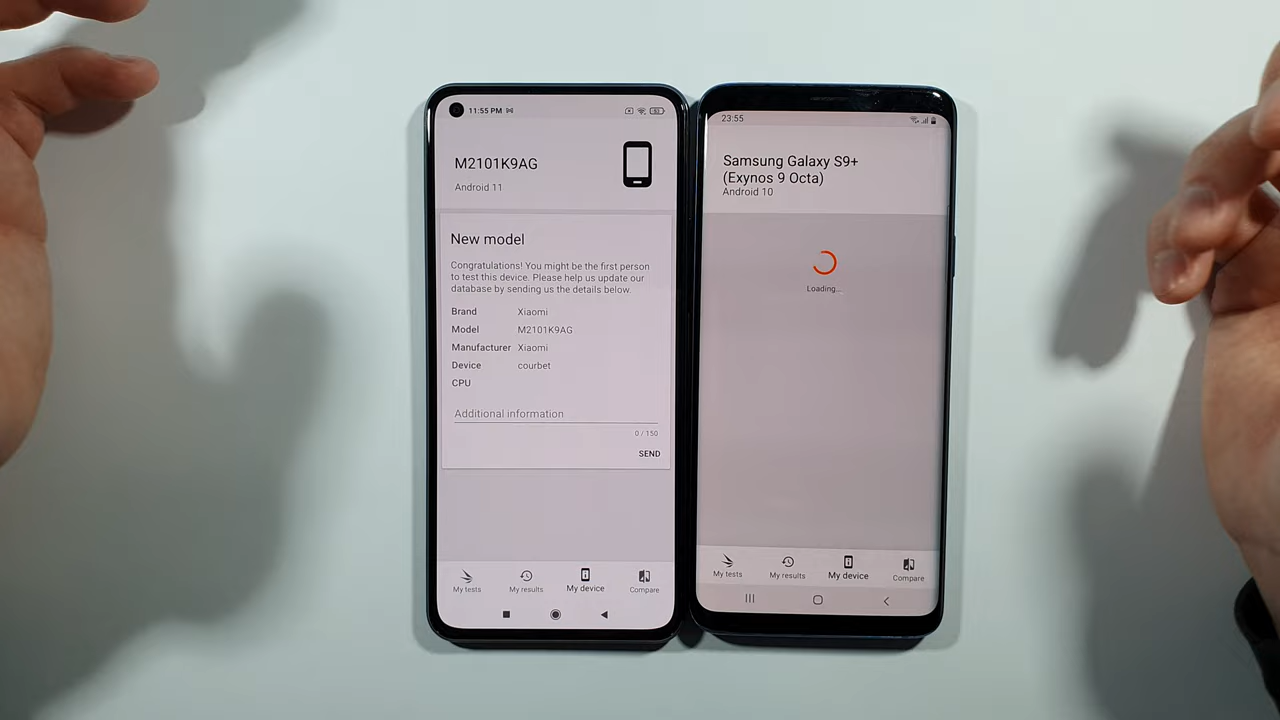 11:55 PM
M2101K9AG
Android 11
New model
Congratulations! You might be the first person
to test this device. Please help us update our
database by sending us the details below.
Brand Xiaomi
Model M2101K9AG
Manufacturer Xiaomi
Device courbet
CPU
Additional information
0 / 150
SEND
My tests My results My device Compare
23:55
Samsung Galaxy S9+
(Exynos 9 Octa)
Android 10
Loading...
My tests My results My device Compare